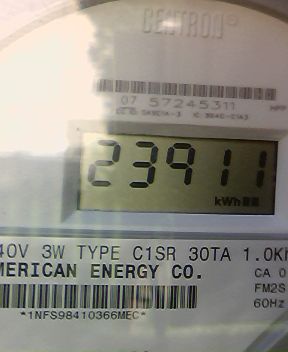 CENTRON®
07 57245311
23911
kWh
40V 3W TYPE C1SR 30TA 1.0Kh
MERICAN ENERGY CO.
CA 0
FM2S
60Hz
*1NFS98410366MEC*